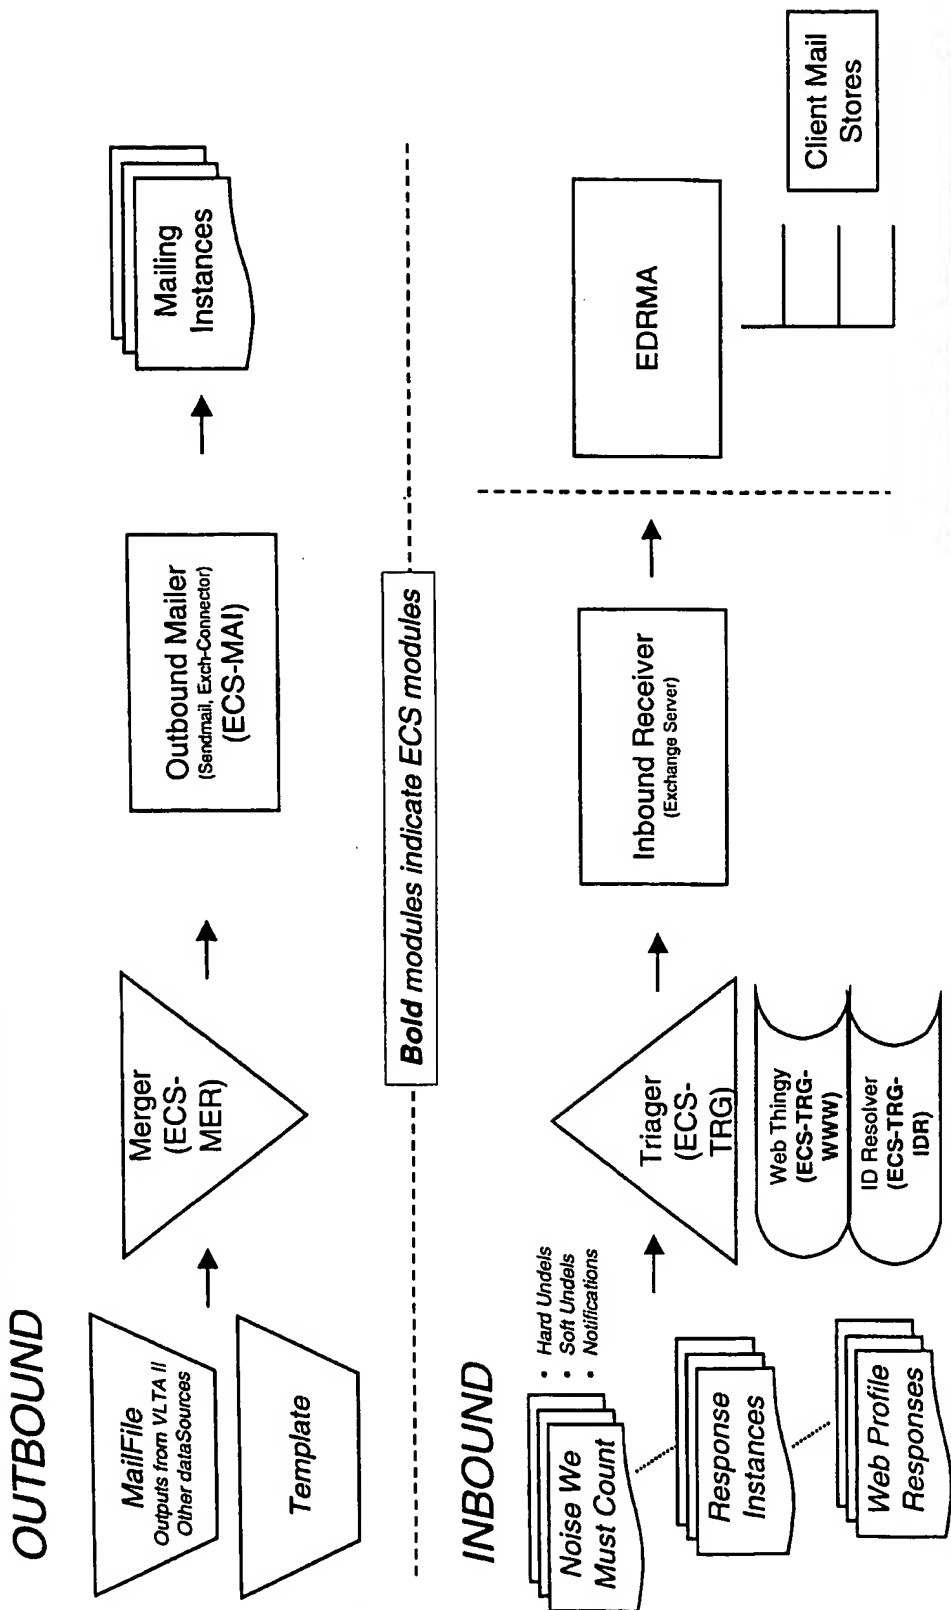 OUTBOUND
MailFile
Outputs from VLTA II
Other dataSources
Template
Merger
(ECS-
MER)
Outbound Mailer
(Sendmail, Exch-Connector)
(ECS-MAI)
Mailing
Instances
Bold modules indicate ECS modules
INBOUND
Noise We
Must Count
• Hard Undels
• Soft Undels
• Notifications
Response
Instances
Web Profile
Responses
Triager
(ECS-
TRG)
Web Thingy
(ECS-TRG-
WWW)
ID Resolver
(ECS-TRG-
IDR)
Inbound Receiver
(Exchange Server)
EDRMA
Client Mail
Stores